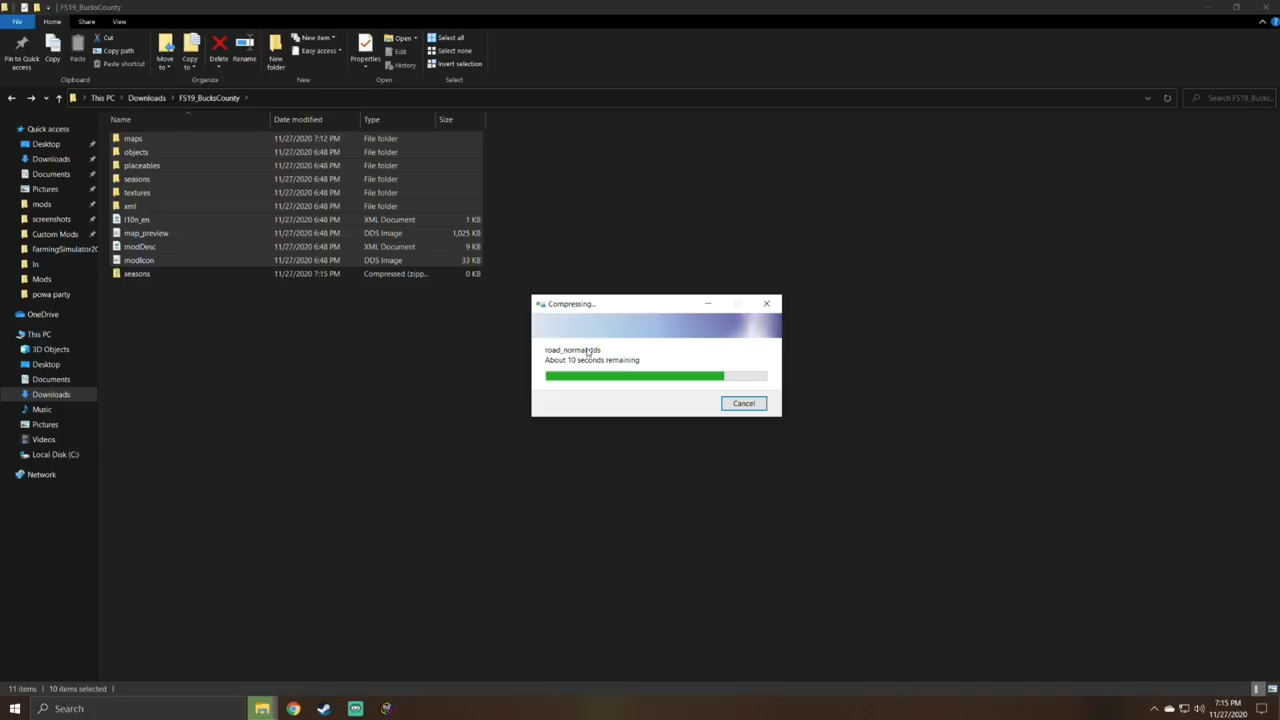 FS19_BucksCounty
File Home Share View
Pin to Quick access
Copy
Paste
Cut
Copy path
Paste shortcut
Clipboard
Move to
Copy to
Delete
Rename
Organize
New folder
New item
Easy access
New
Properties
Open
Edit
History
Open
Select all
Select none
Invert selection
Select
This PC Downloads FS19_BucksCounty
Search FS19_Bucks...
Name Date modified Type Size
maps 11/27/2020 7:12 PM File folder
objects 11/27/2020 6:48 PM File folder
placeables 11/27/2020 6:48 PM File folder
seasons 11/27/2020 6:48 PM File folder
textures 11/27/2020 6:48 PM File folder
xml 11/27/2020 6:48 PM File folder
l10n_en 11/27/2020 6:48 PM XML Document 1 KB
map_preview 11/27/2020 6:48 PM DDS Image 1,025 KB
modDesc 11/27/2020 6:48 PM XML Document 9 KB
modIcon 11/27/2020 6:48 PM DDS Image 33 KB
seasons 11/27/2020 7:15 PM Compressed (zipp... 0 KB
Quick access
Desktop
Downloads
Documents
Pictures
mods
screenshots
Custom Mods
FarmingSimulator20
In
Mods
powa party
OneDrive
This PC
3D Objects
Desktop
Documents
Downloads
Music
Pictures
Videos
Local Disk (C:)
Network
Compressing...
About 10 seconds remaining
Cancel
11 items 10 items selected
Search
7:15 PM
11/27/2020